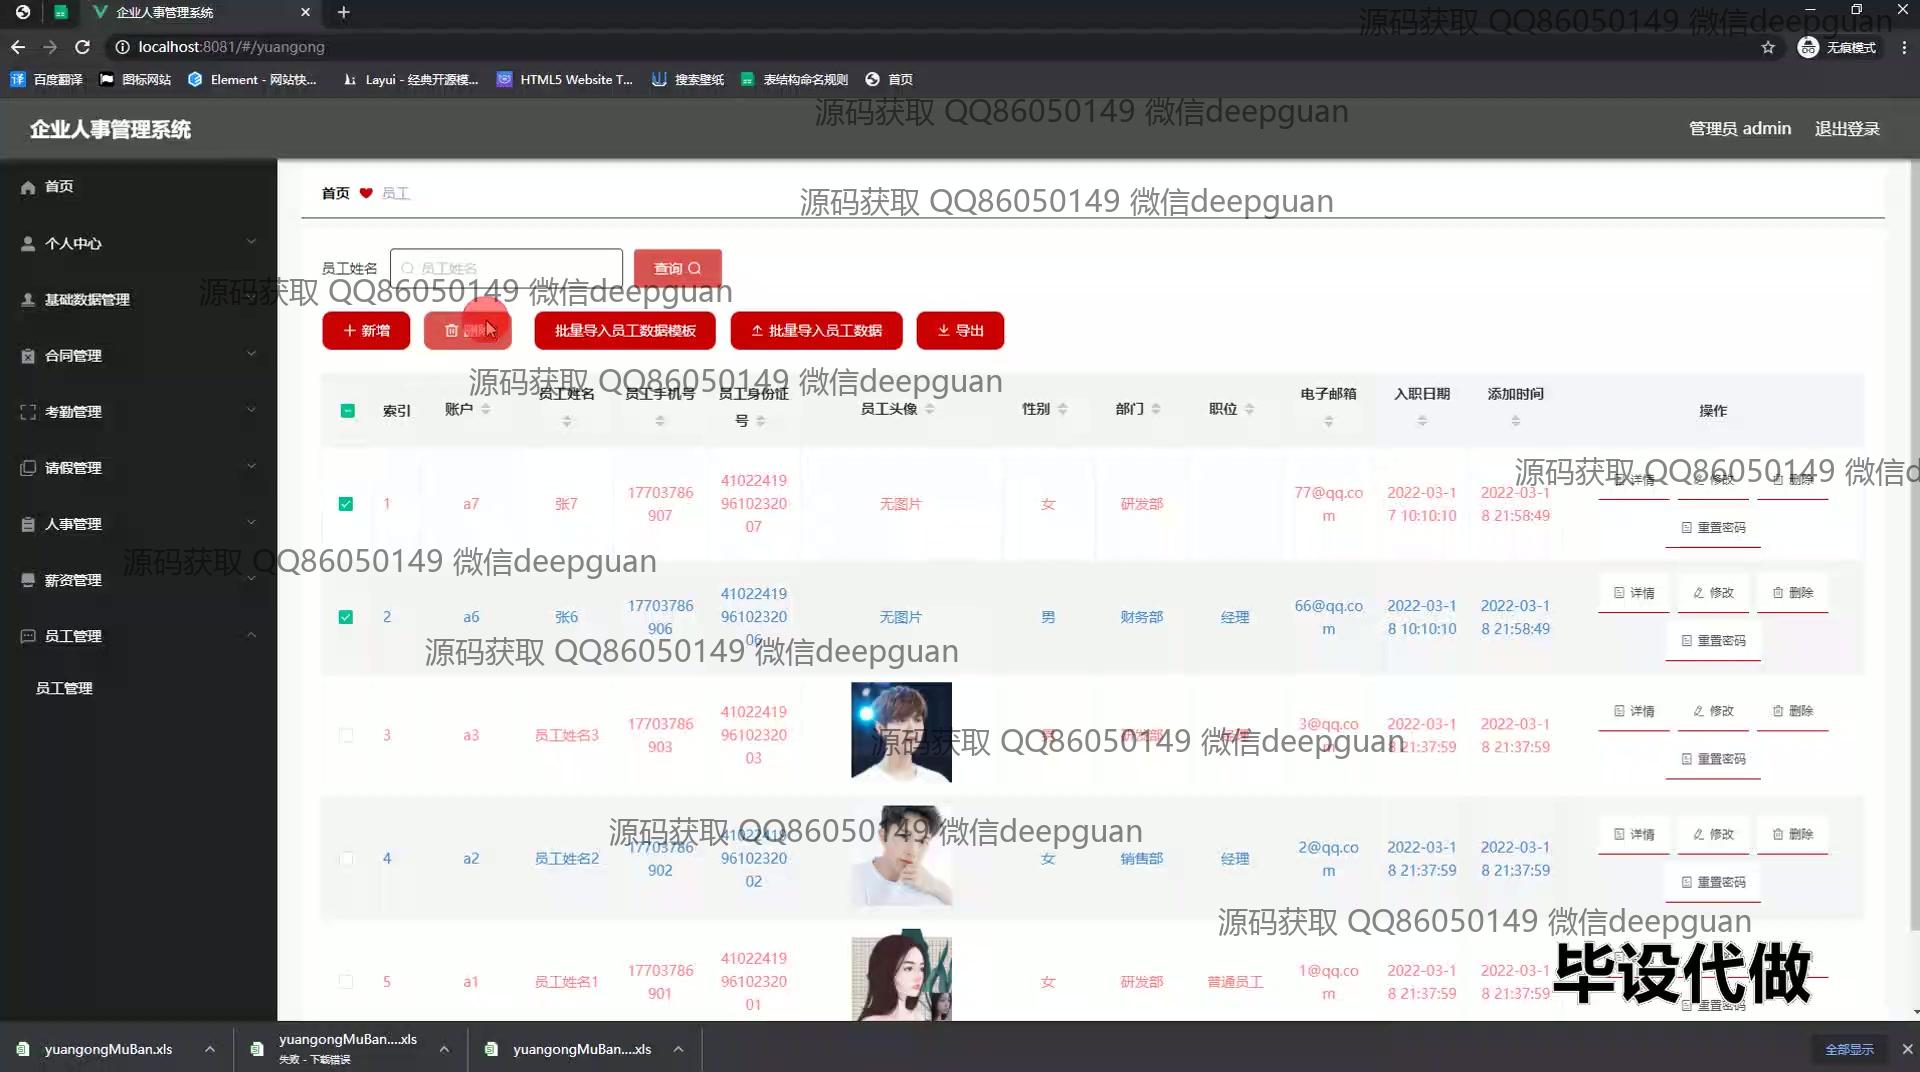 企业人事管理系统
localhost:8081/#/yuangong
无痕模式
百度翻译
图标网站
Element - 网站快...
Layui - 经典开源模...
HTML5 Website T...
搜索壁纸
表结构命名规则
首页
源码获取 QQ86050149 微信deepguan
源码获取 QQ86050149 微信deepguan
企业人事管理系统
管理员 admin
退出登录
首页
个人中心
基础数据管理
合同管理
考勤管理
请假管理
人事管理
薪资管理
员工管理
员工管理
首页 员工
源码获取 QQ86050149 微信deepguan
员工姓名 员工姓名 查询
源码获取 QQ86050149 微信deepguan
新增 删除 批量导入员工数据模板 批量导入员工数据 导出
源码获取 QQ86050149 微信deepguan
索引 账户 员工姓名 员工手机号 员工身份证号 员工头像 性别 部门 职位 电子邮箱 入职日期 添加时间 操作
源码获取 QQ86050149 微信d
1 a7 张7 17703786907 410224199610232007 无图片 女 研发部 77@qq.com 2022-03-17 10:10:10 2022-03-18 21:58:49 详情 修改 删除
重置密码
源码获取 QQ86050149 微信deepguan
2 a6 张6 17703786906 410224199610232006 无图片 男 财务部 经理 66@qq.com 2022-03-18 10:10:10 2022-03-18 21:58:49 详情 修改 删除
重置密码
源码获取 QQ86050149 微信deepguan
3 a3 员工姓名3 17703786903 410224199610232003 研发部 3@qq.com 2022-03-18 21:37:59 2022-03-18 21:37:59 详情 修改 删除
重置密码
源码获取 QQ86050149 微信deepguan
4 a2 员工姓名2 17703786902 410224199610232002 女 销售部 经理 2@qq.com 2022-03-18 21:37:59 2022-03-18 21:37:59 详情 修改 删除
重置密码
源码获取 QQ86050149 微信deepguan
源码获取 QQ86050149 微信deepguan
5 a1 员工姓名1 17703786901 410224199610232001 女 研发部 普通员工 1@qq.com 2022-03-18 21:37:59 2022-03-18 21:37:59
重置密码
毕设代做
yuangongMuBan.xls
yuangongMuBan....xls
失败 - 下载错误
yuangongMuBan....xls
全部显示